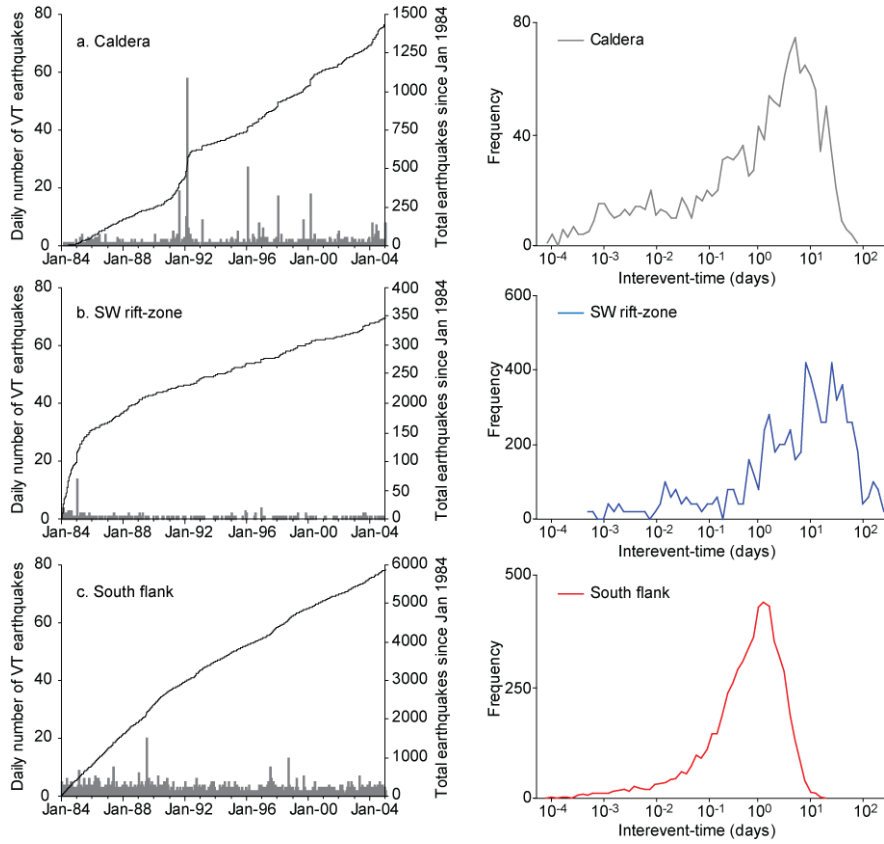 a. Caldera
Daily number of VT earthquakes
80
60
40
20
0
Total earthquakes since Jan 1984
1500
1250
1000
750
500
250
0
Jan-84 Jan-88 Jan-92 Jan-96 Jan-00 Jan-04
Caldera
Frequency
80
40
0
10-4 10-3 10-2 10-1 100 101 102
Interevent-time (days)
b. SW rift-zone
Daily number of VT earthquakes
80
60
40
20
0
Total earthquakes since Jan 1984
400
350
300
250
2000
150
100
50
0
Jan-84 Jan-88 Jan-92 Jan-96 Jan-00 Jan-04
SW rift-zone
Frequency
600
400
200
0
10-4 10-3 10-2 10-1 100 101 102
Interevent-time (days)
c. South flank
Daily number of VT earthquakes
80
60
40
20
0
Total earthquakes since Jan 1984
6000
5000
4000
3000
2000
1000
0
Jan-84 Jan-88 Jan-92 Jan-96 Jan-00 Jan-04
South flank
Frequency
500
250
0
10-4 10-3 10-2 10-1 100 101 102
Interevent-time (days)